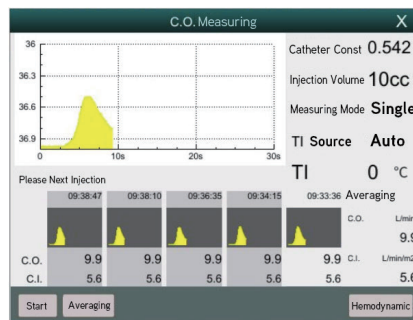 C.O. Measuring X
36
36.3
36.6
36.9
0 10s 20s 30s
Catheter Const 0.542
Injection Volume 10cc
Measuring Mode Single
TI Source Auto
TI 0 °C
Please Next Injection
09:38:47 09:38:10 09:36:35 09:34:15 09:33:36 Averaging
C.O. L/min
9.9
C.O. 9.9 9.9 9.9 9.9 9.9
C.I. L/min/m2
C.I. 5.6 5.6 5.6 5.6 5.6 5.6
Start Averaging Hemodynamic